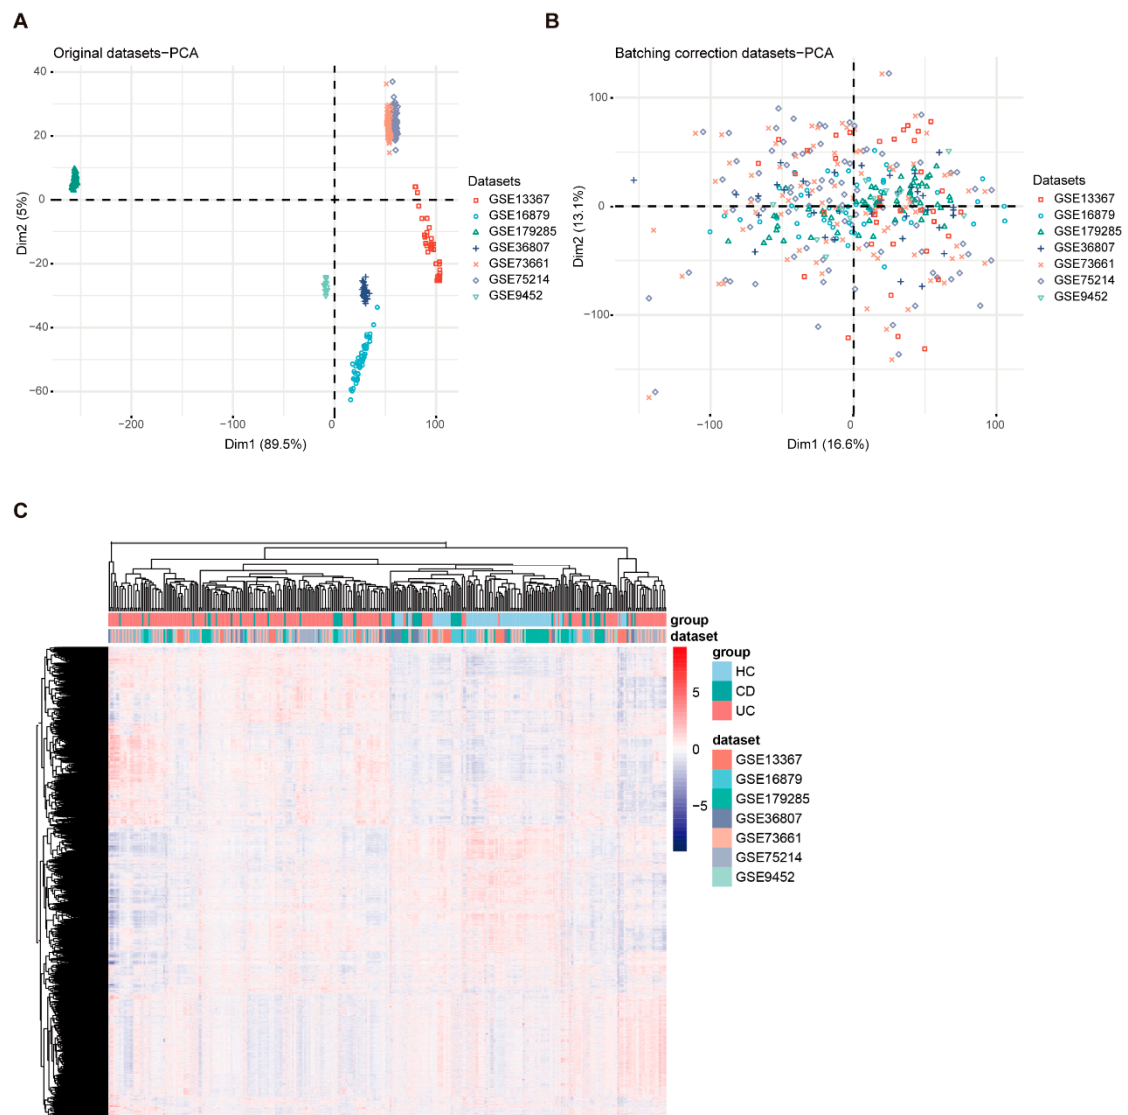 A
Original datasets−PCA
40
20
0
−20
−40
−60
Dim2 (5%)
−200
−100
0
100
Dim1 (89.5%)
Datasets
GSE13367
GSE16879
GSE179285
GSE36807
GSE73661
GSE75214
GSE9452
B
Batching correction datasets−PCA
100
0
−100
Dim2 (13.1%)
−100
0
100
Dim1 (16.6%)
Datasets
GSE13367
GSE16879
GSE179285
GSE36807
GSE73661
GSE75214
GSE9452
C
group
dataset
5
0
−5
group
HC
CD
UC
dataset
GSE13367
GSE16879
GSE179285
GSE36807
GSE73661
GSE75214
GSE9452